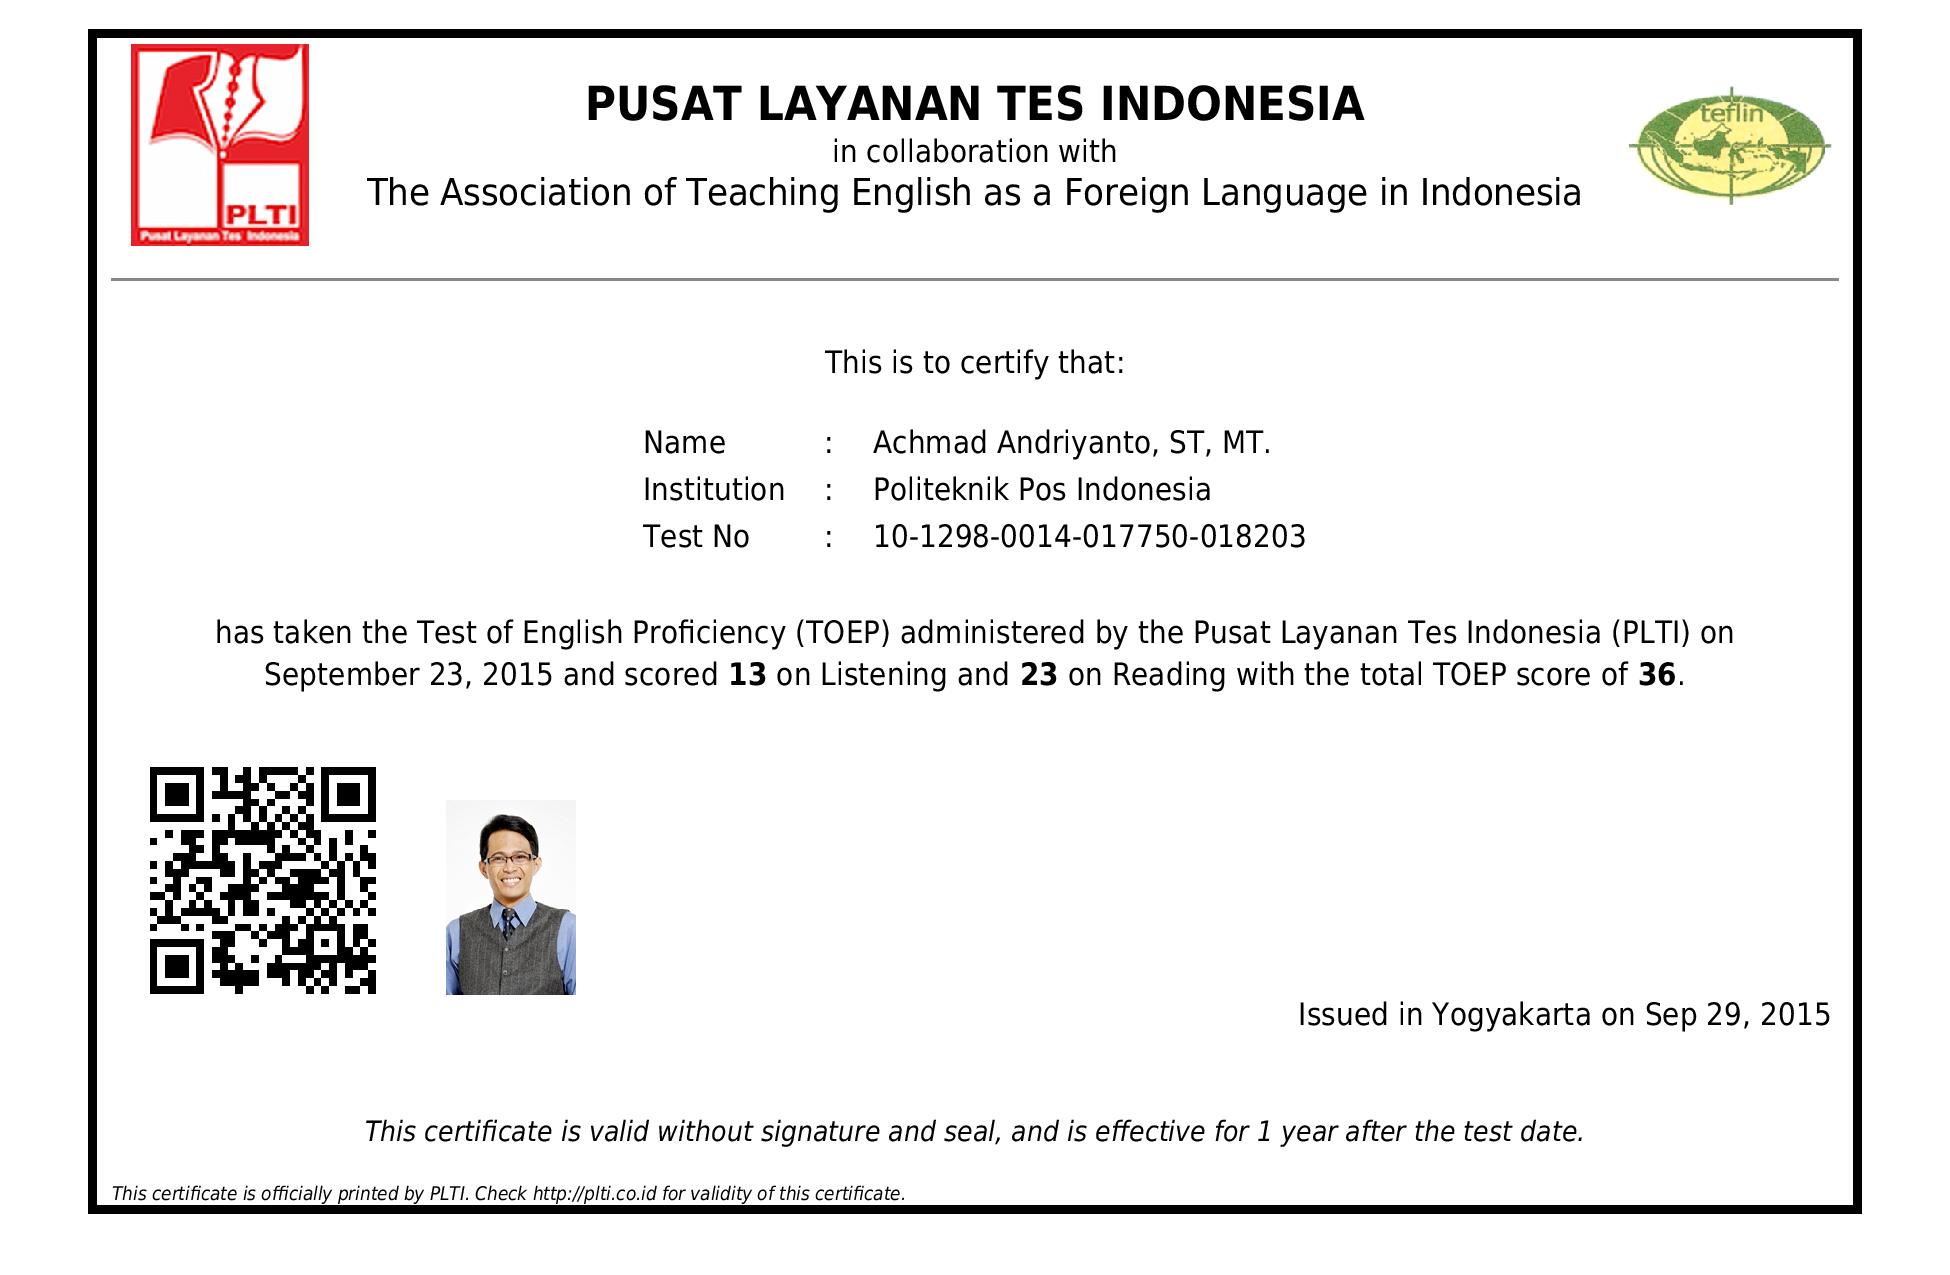 PLTI
Pusat Layanan Tes Indonesia
PUSAT LAYANAN TES INDONESIA
in collaboration with
The Association of Teaching English as a Foreign Language in Indonesia
teflin
This is to certify that:
Name : Achmad Andriyanto, ST, MT.
Institution : Politeknik Pos Indonesia
Test No : 10-1298-0014-017750-018203
has taken the Test of English Proficiency (TOEP) administered by the Pusat Layanan Tes Indonesia (PLTI) on
September 23, 2015 and scored 13 on Listening and 23 on Reading with the total TOEP score of 36.
Issued in Yogyakarta on Sep 29, 2015
This certificate is valid without signature and seal, and is effective for 1 year after the test date.
This certificate is officially printed by PLTI. Check http://plti.co.id for validity of this certificate.